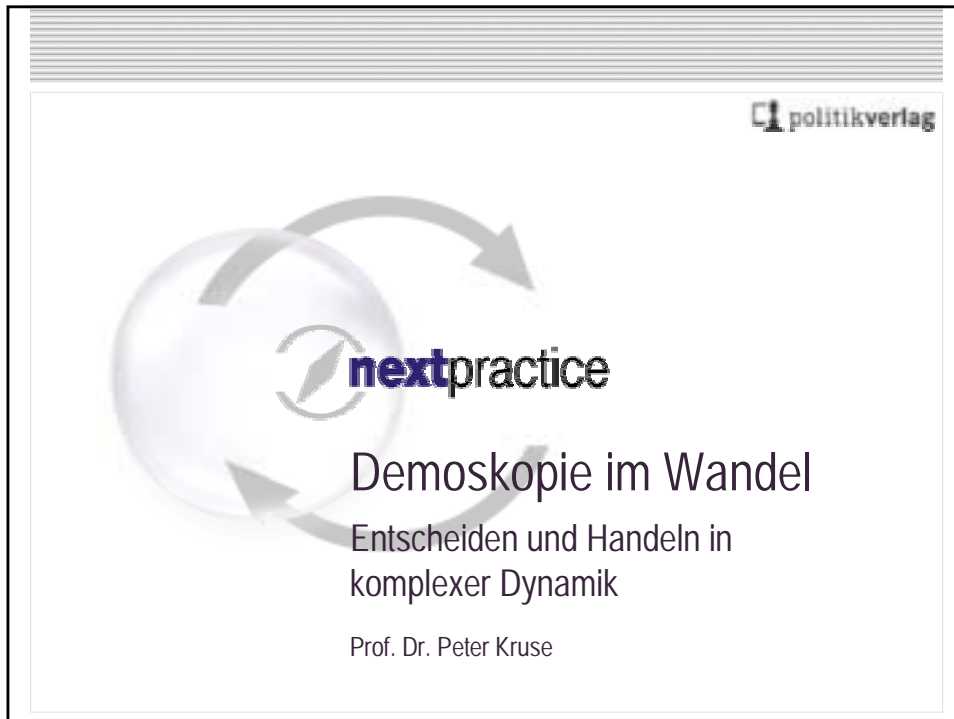 politikverlag
nextpractice
Demoskopie im Wandel
Entscheiden und Handeln in
komplexer Dynamik
Prof. Dr. Peter Kruse